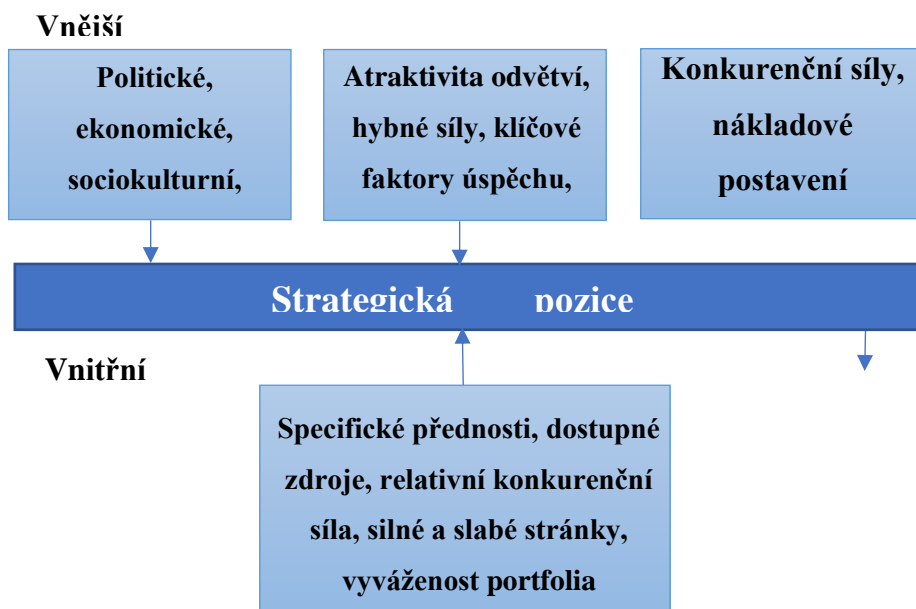 Vnější
Politické,
ekonomické,
sociokulturní,
Atraktivita odvětví,
hybné síly, klíčové
faktory úspěchu,
Konkurenční síly,
nákladové
postavení
Strategická pozice
Vnitřní
Specifické přednosti, dostupné
zdroje, relativní konkurenční
síla, silné a slabé stránky,
vyváženost portfolia